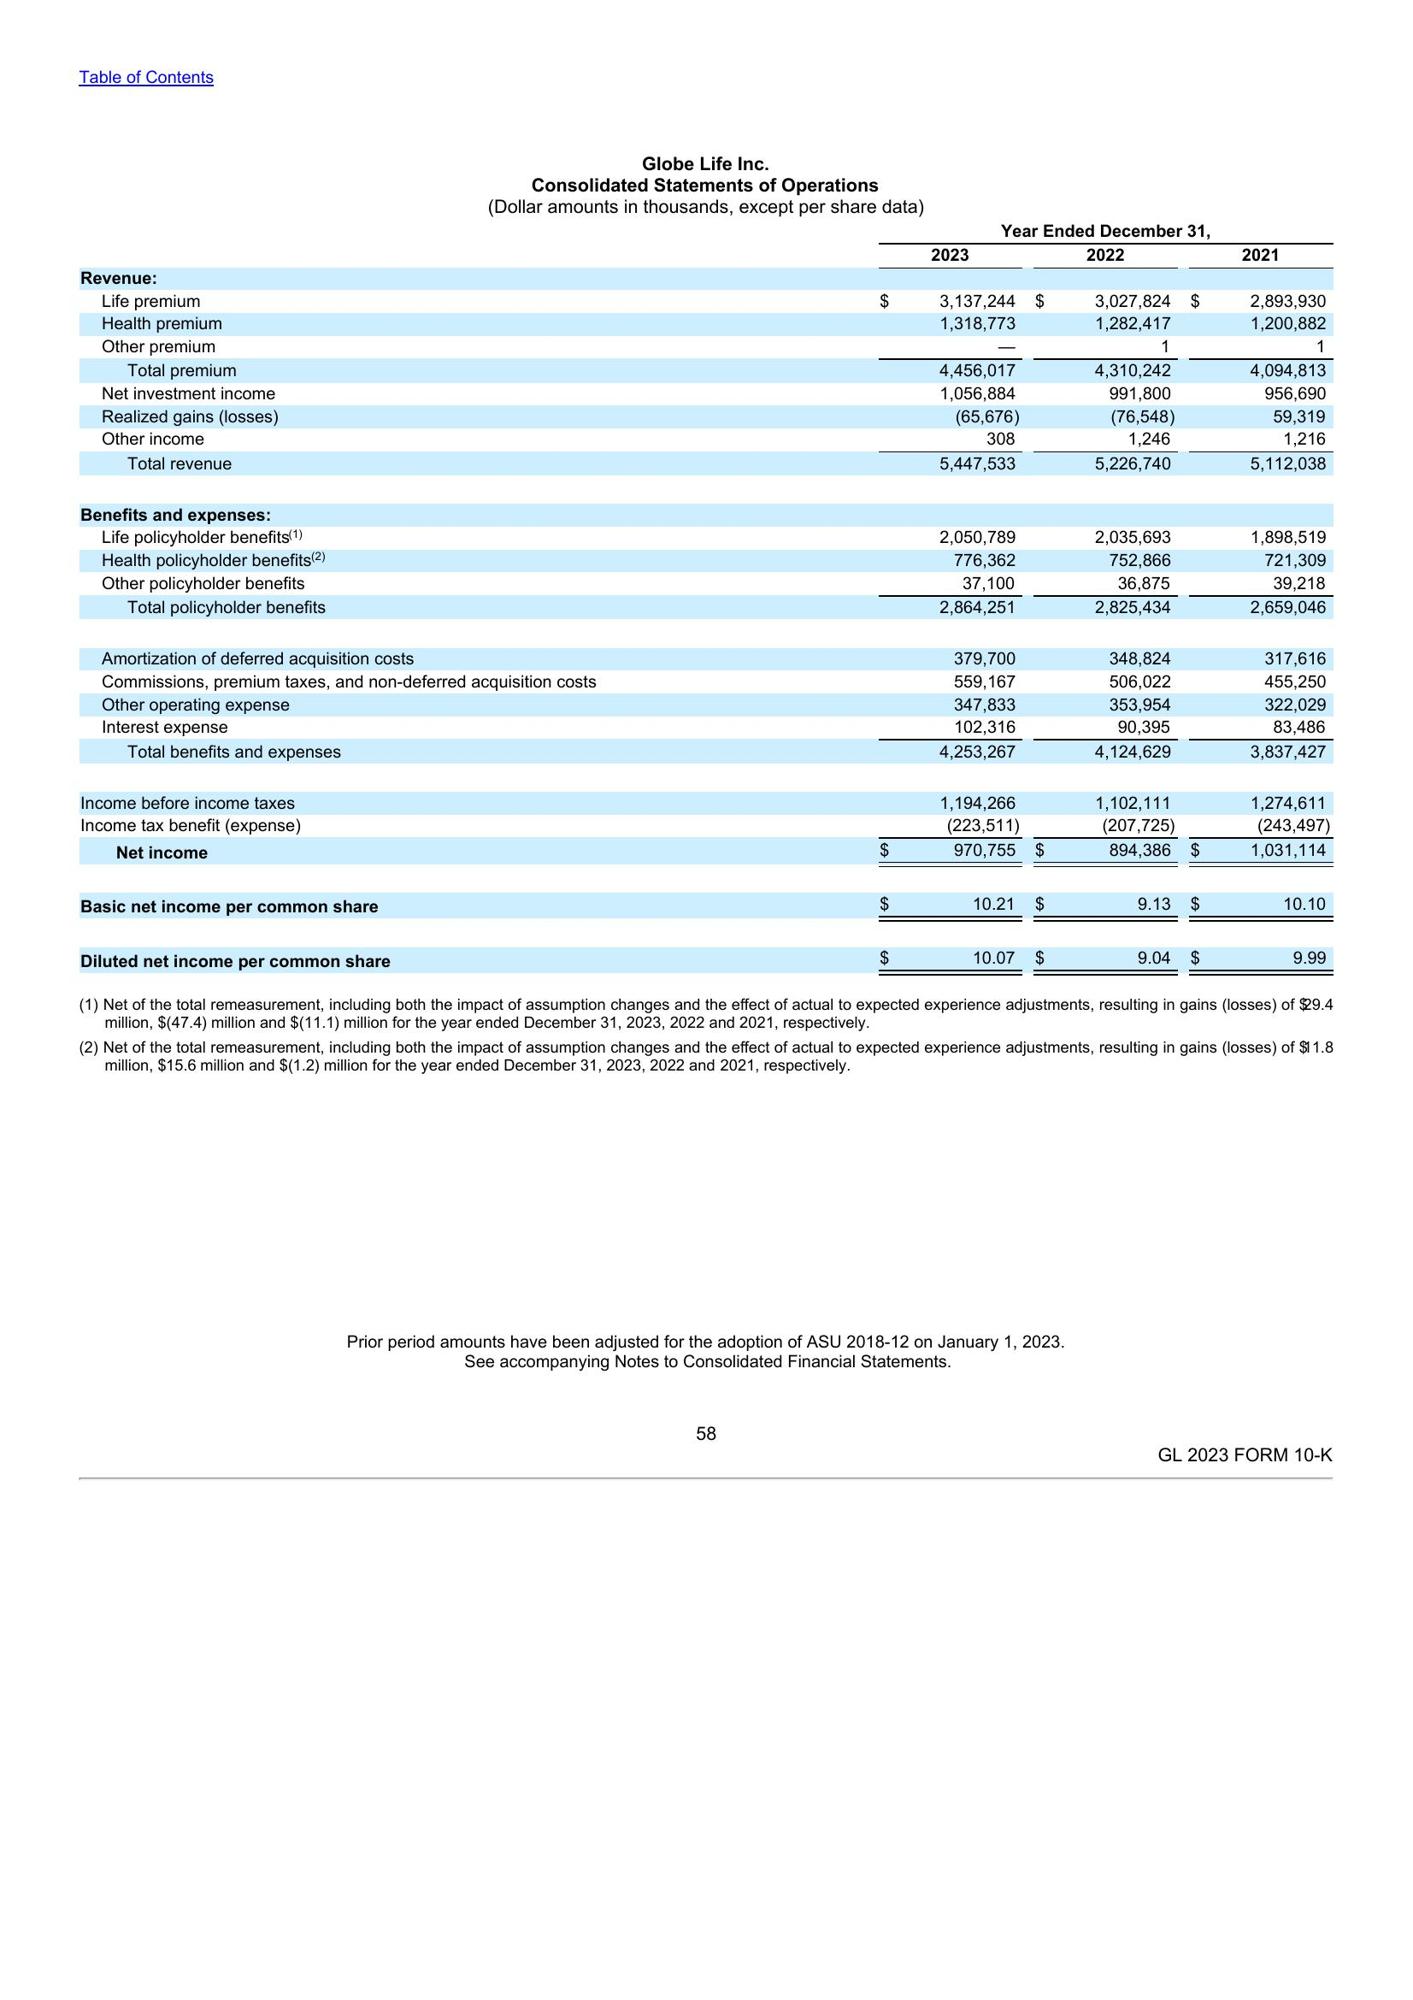 Table of Contents
Globe Life Inc.
Consolidated Statements of Operations
(Dollar amounts in thousands, except per share data)
Year Ended December 31,
2023 2022 2021
Revenue:
Life premium $ 3,137,244 $ 3,027,824 $ 2,893,930
Health premium 1,318,773 1,282,417 1,200,882
Other premium — 1 1
Total premium 4,456,017 4,310,242 4,094,813
Net investment income 1,056,884 991,800 956,690
Realized gains (losses) (65,676) (76,548) 59,319
Other income 308 1,246 1,216
Total revenue 5,447,533 5,226,740 5,112,038
Benefits and expenses:
Life policyholder benefits(1) 2,050,789 2,035,693 1,898,519
Health policyholder benefits(2) 776,362 752,866 721,309
Other policyholder benefits 37,100 36,875 39,218
Total policyholder benefits 2,864,251 2,825,434 2,659,046
Amortization of deferred acquisition costs 379,700 348,824 317,616
Commissions, premium taxes, and non-deferred acquisition costs 559,167 506,022 455,250
Other operating expense 347,833 353,954 322,029
Interest expense 102,316 90,395 83,486
Total benefits and expenses 4,253,267 4,124,629 3,837,427
Income before income taxes 1,194,266 1,102,111 1,274,611
Income tax benefit (expense) (223,511) (207,725) (243,497)
Net income $ 970,755 $ 894,386 $ 1,031,114
Basic net income per common share $ 10.21 $ 9.13 $ 10.10
Diluted net income per common share $ 10.07 $ 9.04 $ 9.99
(1) Net of the total remeasurement, including both the impact of assumption changes and the effect of actual to expected experience adjustments, resulting in gains (losses) of $29.4
million, $(47.4) million and $(11.1) million for the year ended December 31, 2023, 2022 and 2021, respectively.
(2) Net of the total remeasurement, including both the impact of assumption changes and the effect of actual to expected experience adjustments, resulting in gains (losses) of $11.8
million, $15.6 million and $(1.2) million for the year ended December 31, 2023, 2022 and 2021, respectively.
Prior period amounts have been adjusted for the adoption of ASU 2018-12 on January 1, 2023.
See accompanying Notes to Consolidated Financial Statements.
58
GL 2023 FORM 10-K